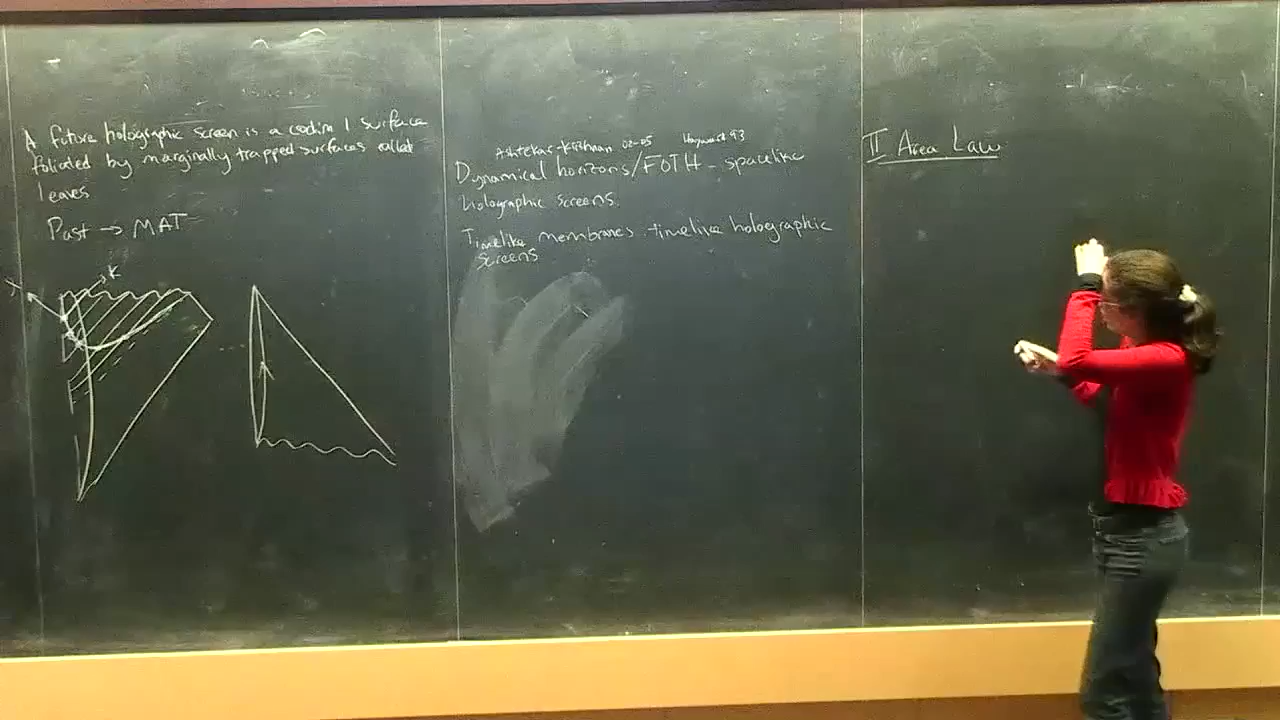 A future holographic screen is a codim 1 surface
foliated by marginally trapped surfaces called
leaves
Past → MAT
k
Ashtekar-Krishnan 02-05 Hayward 93
Dynamical horizons/FOTH - spacelike
holographic screens.
Timelike membranes - timelike holographic
screens
II Area Law